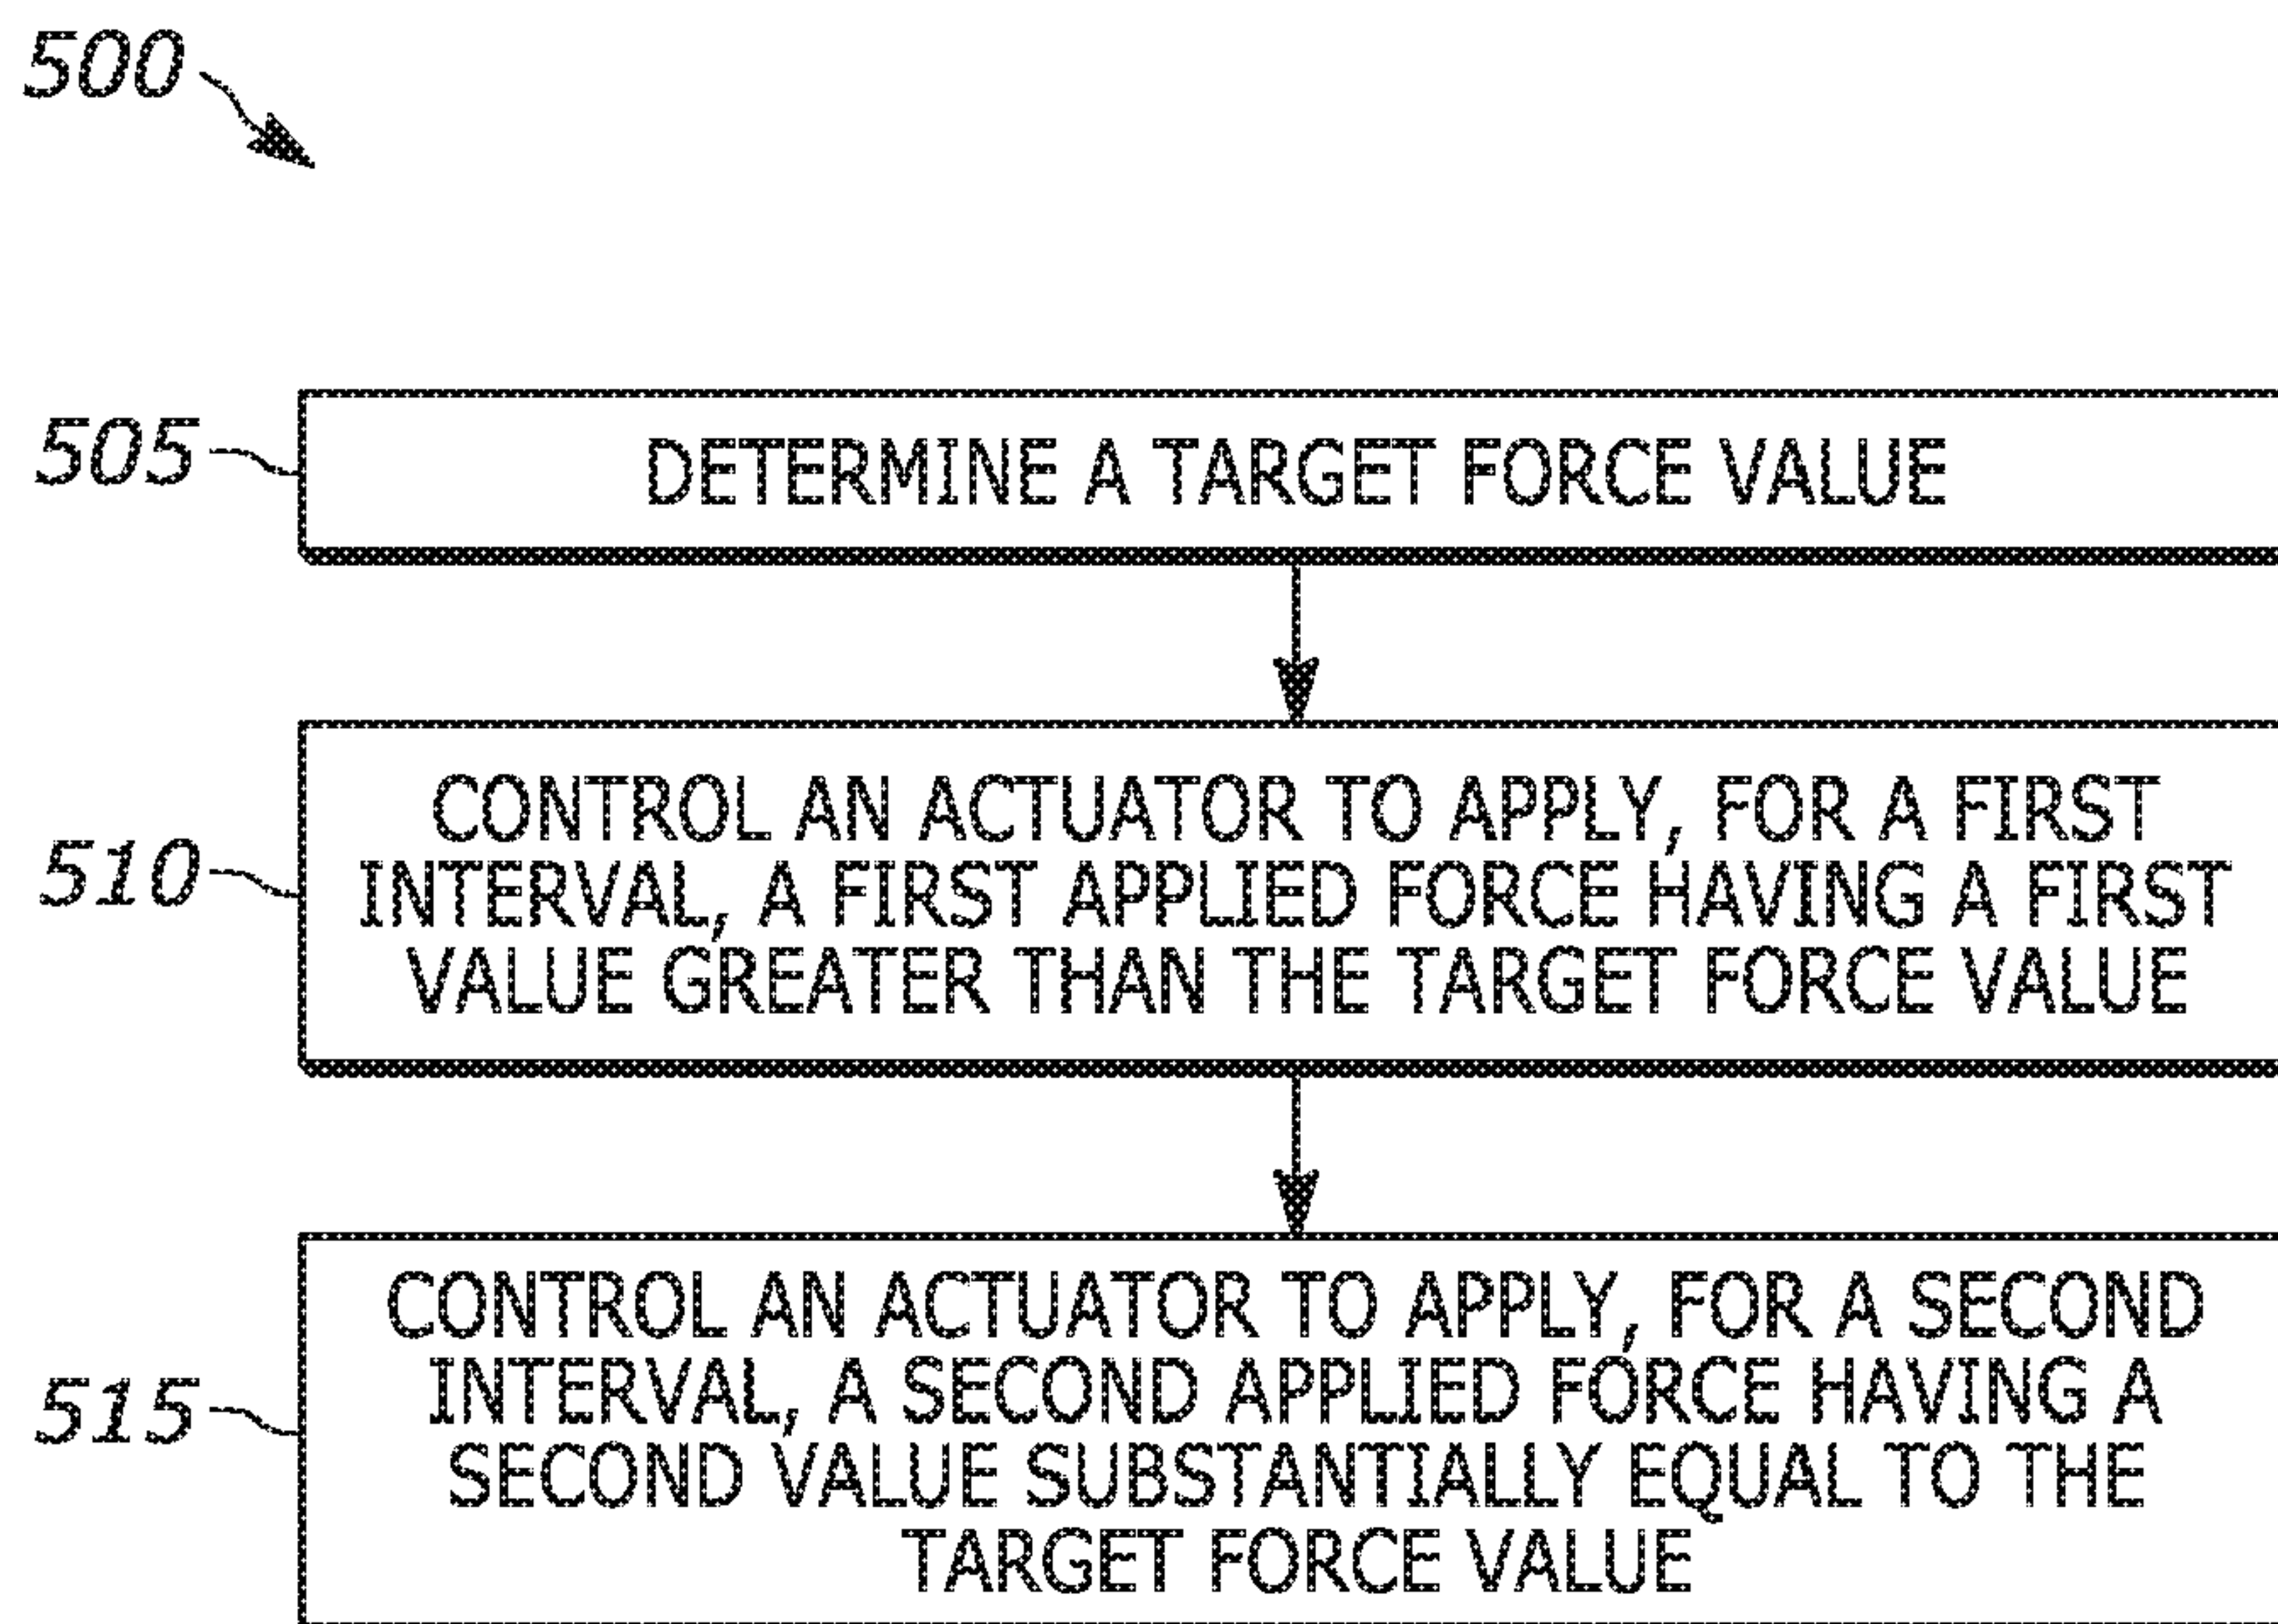 500
505
DETERMINE A TARGET FORCE VALUE
510
CONTROL AN ACTUATOR TO APPLY, FOR A FIRST
INTERVAL, A FIRST APPLIED FORCE HAVING A FIRST
VALUE GREATER THAN THE TARGET FORCE VALUE
515
CONTROL AN ACTUATOR TO APPLY, FOR A SECOND
INTERVAL, A SECOND APPLIED FORCE HAVING A
SECOND VALUE SUBSTANTIALLY EQUAL TO THE
TARGET FORCE VALUE